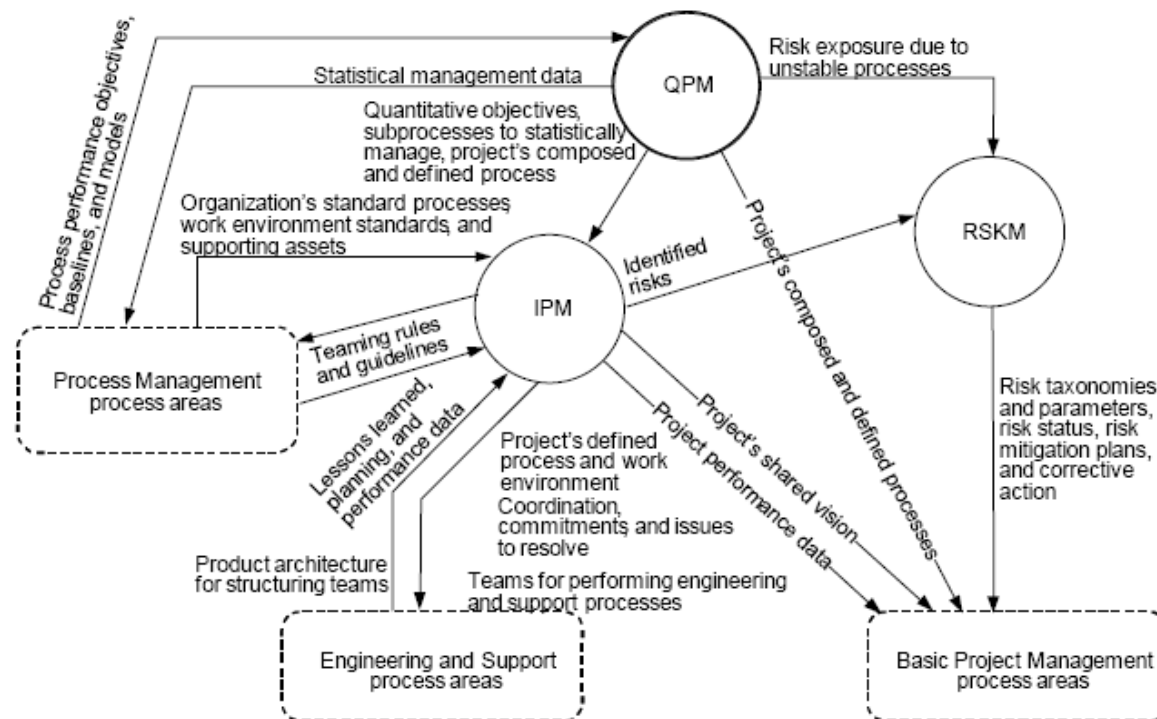 Process performance objectives,
baselines, and models
Statistical management data
QPM
Risk exposure due to
unstable processes
Quantitative objectives,
subprocesses to statistically
manage, project's composed
and defined process
Organization's standard processes,
work environment standards, and
supporting assets
IPM
Identified
risks
Project's composed and defined processes
RSKM
Process Management
process areas
Teaming rules
and guidelines
Lessons learned,
planning, and
performance data
Project's defined
process and work
environment
Coordination,
commitments, and issues
to resolve
Project's shared vision
Project performance data
Risk taxonomies
and parameters,
risk status, risk
mitigation plans,
and corrective
action
Product architecture
for structuring teams
Teams for performing engineering
and support processes
Engineering and Support
process areas
Basic Project Management
process areas